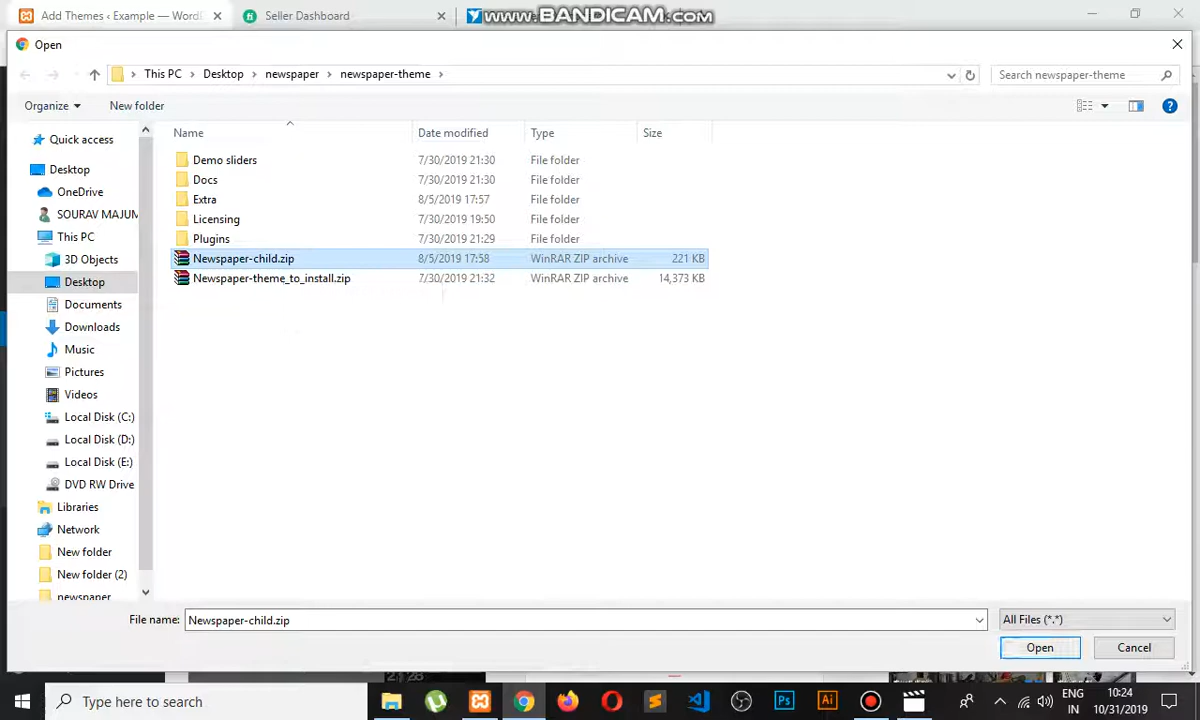 Add Themes ‹ Example — Word
Seller Dashboard
WWW.BANDICAM.COM
Open
This PC > Desktop > newspaper > newspaper-theme >
Search newspaper-theme
Organize
New folder
Name
Date modified
Type
Size
Quick access
Desktop
OneDrive
SOURAV MAJUM
This PC
3D Objects
Desktop
Documents
Downloads
Music
Pictures
Videos
Local Disk (C:)
Local Disk (D:)
Local Disk (E:)
DVD RW Drive
Libraries
Network
New folder
New folder (2)
newspaper
Demo sliders 7/30/2019 21:30 File folder
Docs 7/30/2019 21:30 File folder
Extra 8/5/2019 17:57 File folder
Licensing 7/30/2019 19:50 File folder
Plugins 7/30/2019 21:29 File folder
Newspaper-child.zip 8/5/2019 17:58 WinRAR ZIP archive 221 KB
Newspaper-theme_to_install.zip 7/30/2019 21:32 WinRAR ZIP archive 14,373 KB
File name: Newspaper-child.zip
All Files (*.*)
Open
Cancel
Type here to search
Ps
Ai
ENG
IN
10:24
10/31/2019